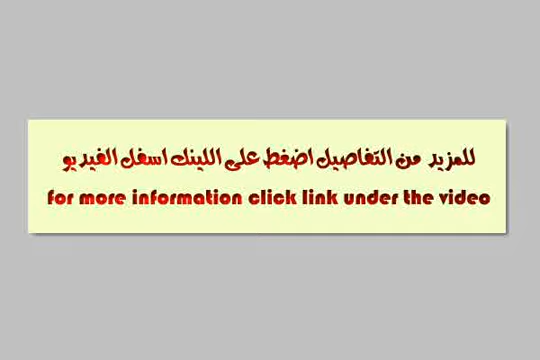 للمزيد من التفاصيل اضغط على اللينك اسفل الفيديو
for more information click link under the video